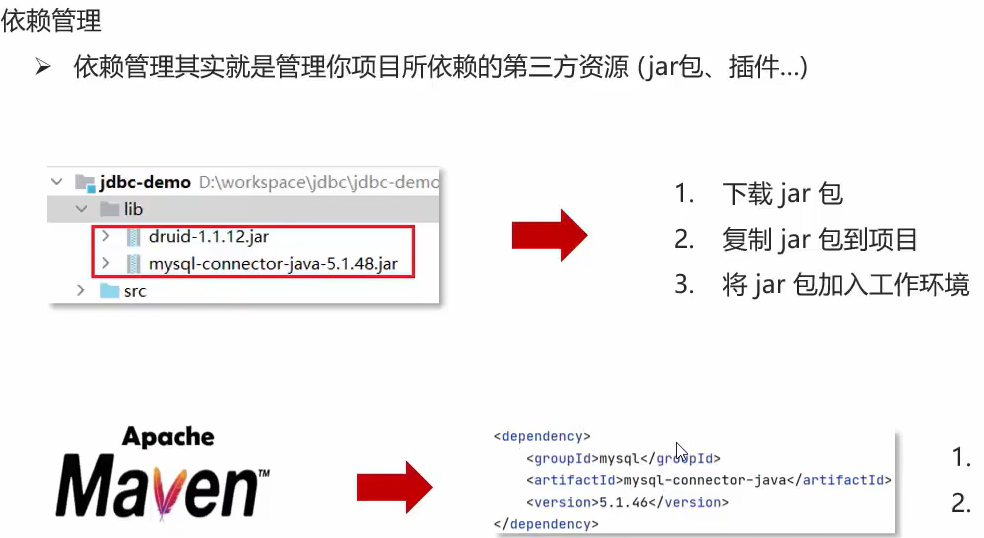 依赖管理
➢ 依赖管理其实就是管理你项目所依赖的第三方资源 (jar包、插件...)
jdbc-demo D:\workspace\jdbc\jdbc-demo
lib
druid-1.1.12.jar
mysql-connector-java-5.1.48.jar
src
1. 下载 jar 包
2. 复制 jar 包到项目
3. 将 jar 包加入工作环境
Apache
Maven™
<dependency>
<groupId>mysql</groupId>
<artifactId>mysql-connector-java</artifactId>
<version>5.1.46</version>
</dependency>
1.
2.